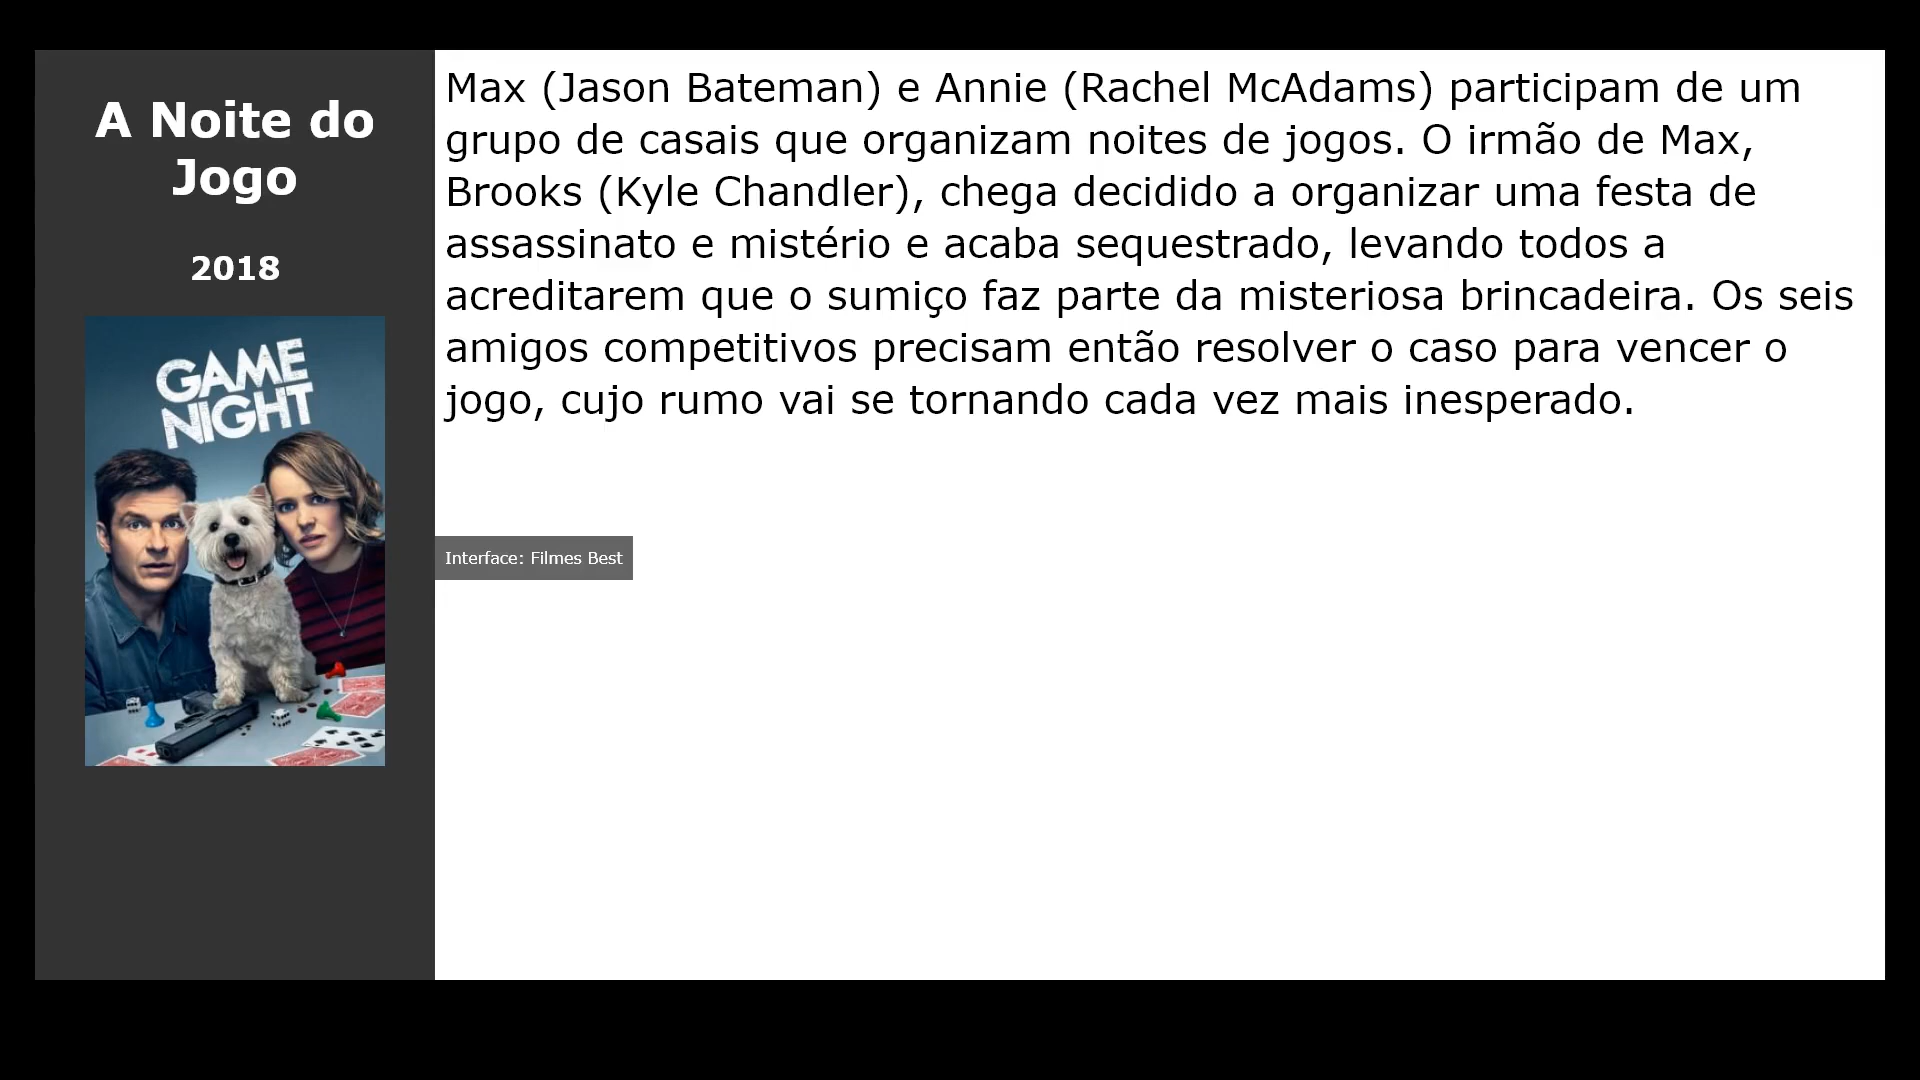 A Noite do
Jogo
2018
GAME
NIGHT
Max (Jason Bateman) e Annie (Rachel McAdams) participam de um
grupo de casais que organizam noites de jogos. O irmão de Max,
Brooks (Kyle Chandler), chega decidido a organizar uma festa de
assassinato e mistério e acaba sequestrado, levando todos a
acreditarem que o sumiço faz parte da misteriosa brincadeira. Os seis
amigos competitivos precisam então resolver o caso para vencer o
jogo, cujo rumo vai se tornando cada vez mais inesperado.
Interface: Filmes Best